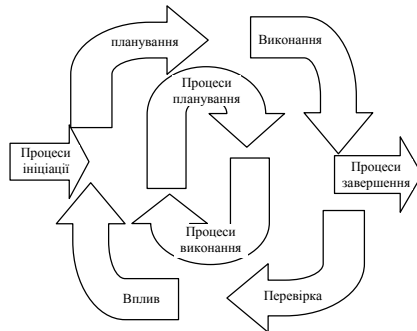 планування
Виконання
Процеси
планування
Процеси
ініціації
Процеси
завершення
Процеси
виконання
Вплив
Перевірка